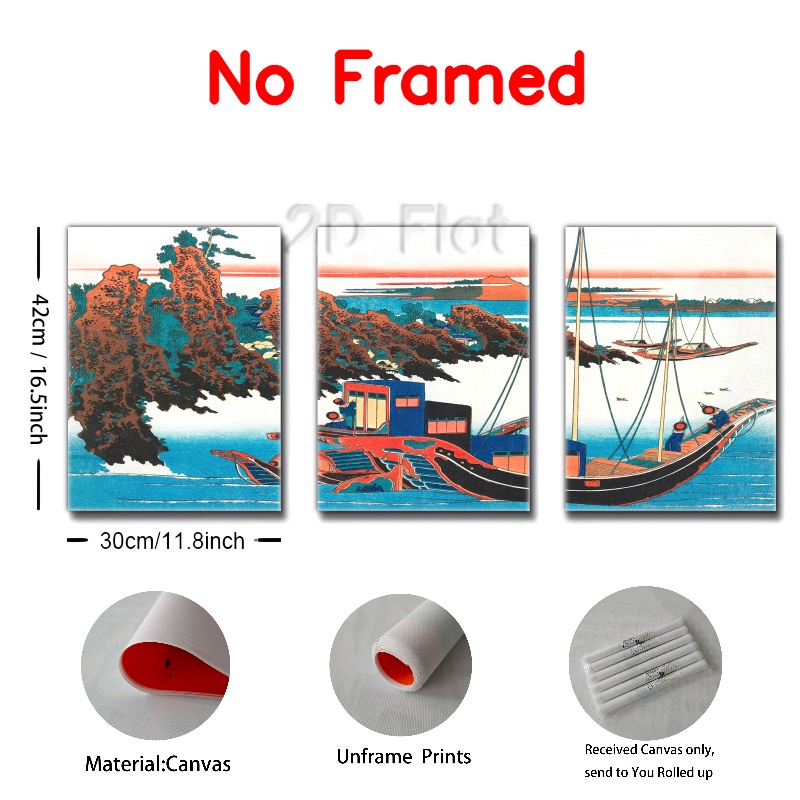 No Framed
2D Flat
42cm / 16.5inch
30cm/11.8inch
Material:Canvas
Unframe Prints
Received Canvas only,
send to You Rolled up